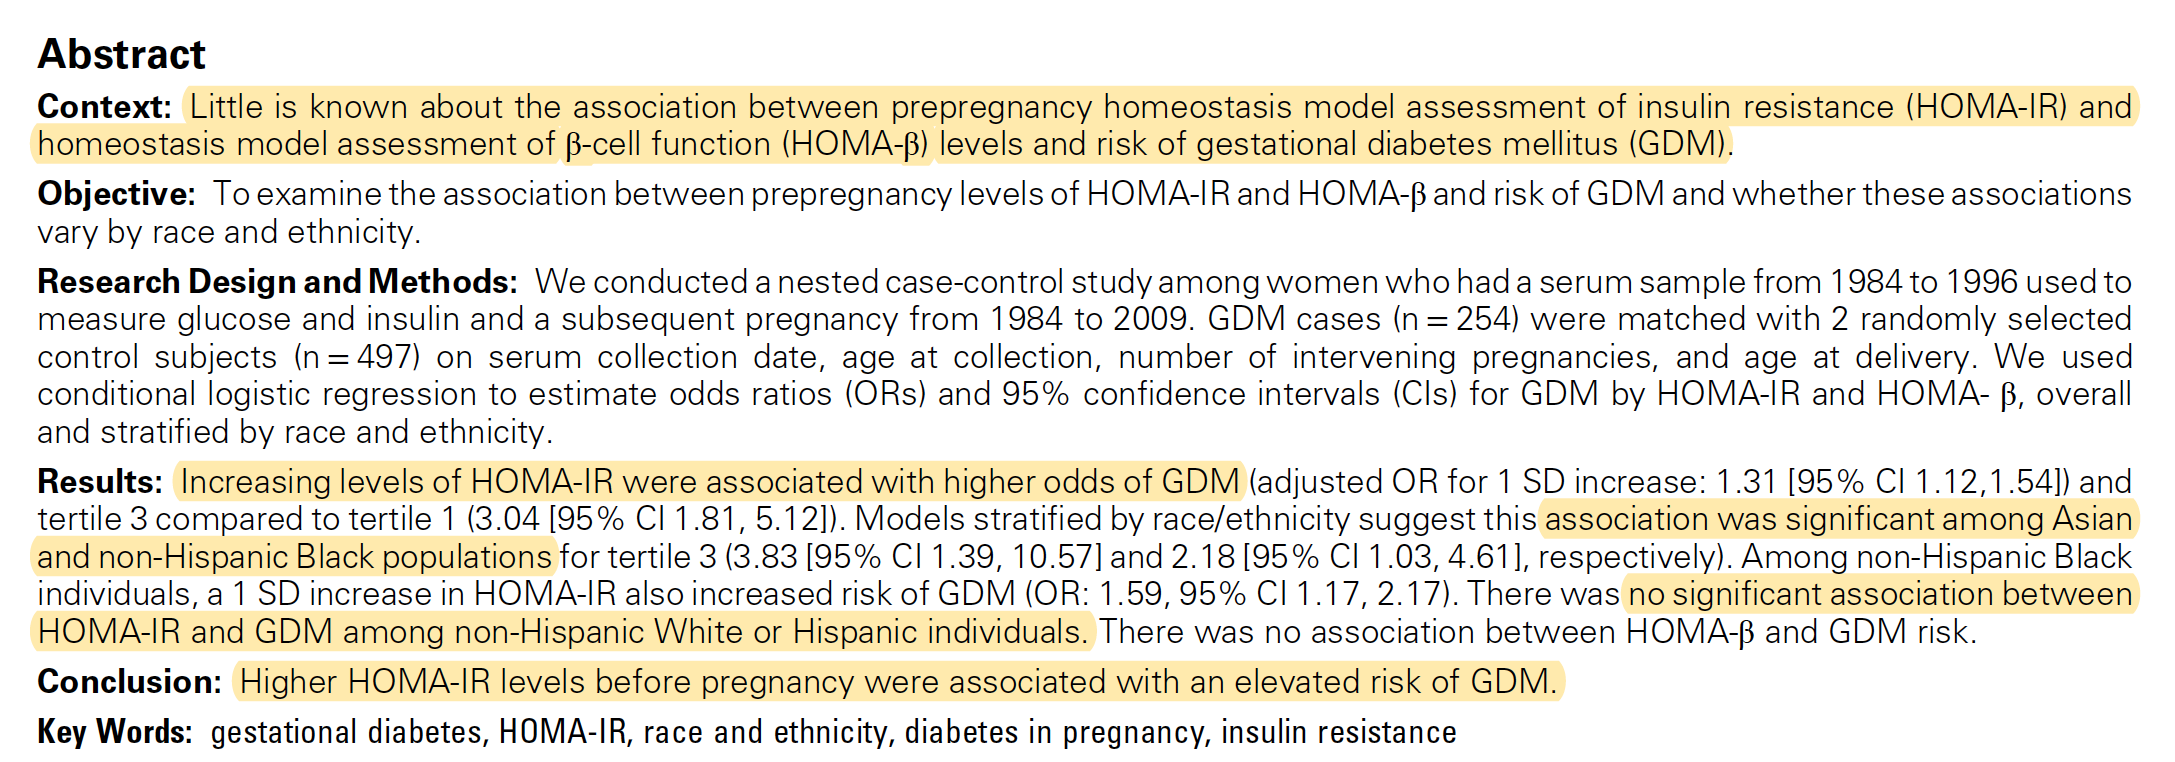 Abstract
Context: Little is known about the association between prepregnancy homeostasis model assessment of insulin resistance (HOMA-IR) and
homeostasis model assessment of β-cell function (HOMA-β) levels and risk of gestational diabetes mellitus (GDM).
Objective: To examine the association between prepregnancy levels of HOMA-IR and HOMA-β and risk of GDM and whether these associations
vary by race and ethnicity.
Research Design and Methods: We conducted a nested case-control study among women who had a serum sample from 1984 to 1996 used to
measure glucose and insulin and a subsequent pregnancy from 1984 to 2009. GDM cases (n = 254) were matched with 2 randomly selected
control subjects (n = 497) on serum collection date, age at collection, number of intervening pregnancies, and age at delivery. We used
conditional logistic regression to estimate odds ratios (ORs) and 95% confidence intervals (CIs) for GDM by HOMA-IR and HOMA- β, overall
and stratified by race and ethnicity.
Results: Increasing levels of HOMA-IR were associated with higher odds of GDM (adjusted OR for 1 SD increase: 1.31 [95% CI 1.12,1.54]) and
tertile 3 compared to tertile 1 (3.04 [95% CI 1.81, 5.12]). Models stratified by race/ethnicity suggest this association was significant among Asian
and non-Hispanic Black populations for tertile 3 (3.83 [95% CI 1.39, 10.57] and 2.18 [95% CI 1.03, 4.61], respectively). Among non-Hispanic Black
individuals, a 1 SD increase in HOMA-IR also increased risk of GDM (OR: 1.59, 95% CI 1.17, 2.17). There was no significant association between
HOMA-IR and GDM among non-Hispanic White or Hispanic individuals. There was no association between HOMA-β and GDM risk.
Conclusion: Higher HOMA-IR levels before pregnancy were associated with an elevated risk of GDM.
Key Words: gestational diabetes, HOMA-IR, race and ethnicity, diabetes in pregnancy, insulin resistance